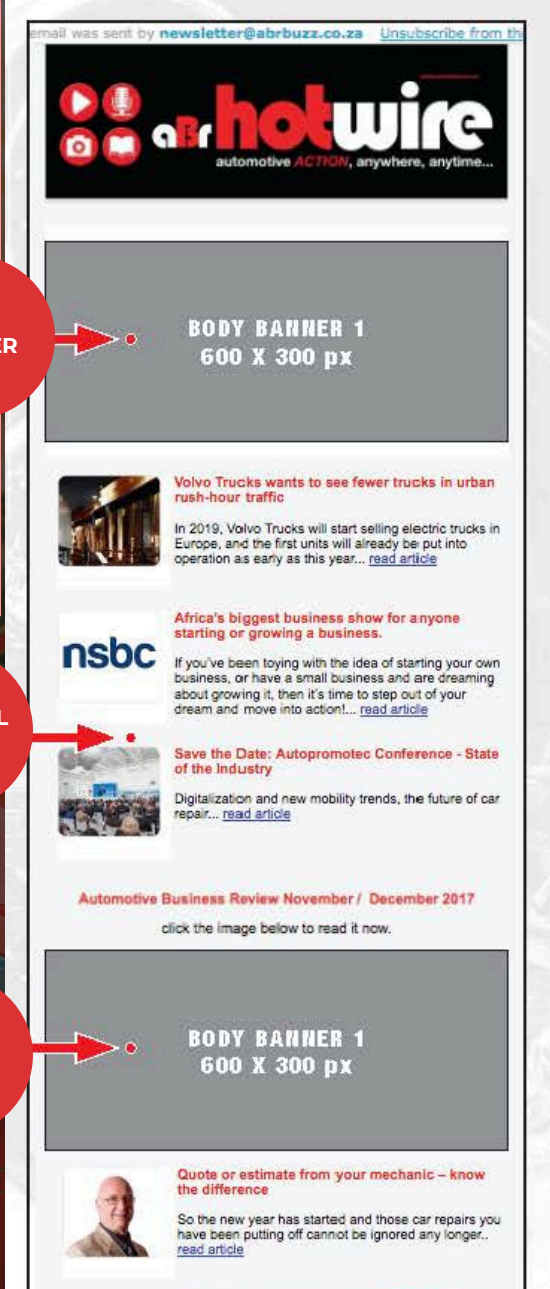 email was sent by newsletter@abrbuzz.co.za Unsubscribe from
aBr hotwire
automotive ACTION, anywhere, anytime...
BODY BANNER 1
600 X 300 px
Volvo Trucks wants to see fewer trucks in urban
rush-hour traffic
In 2019, Volvo Trucks will start selling electric trucks in
Europe, and the first units will already be put into
operation as early as this year... read article
nsbc
Africa's biggest business show for anyone
starting or growing a business.
If you've been toying with the idea of starting your own
business, or have a small business and are dreaming
about growing it, then it's time to step out of your
dream and move into action!... read article
Save the Date: Autopromotec Conference - State
of the Industry
Digitalization and new mobility trends, the future of car
repair... read article
Automotive Business Review November / December 2017
click the image below to read it now.
BODY BANNER 1
600 X 300 px
Quote or estimate from your mechanic – know
the difference
So the new year has started and those car repairs you
have been putting off cannot be ignored any longer..
read article